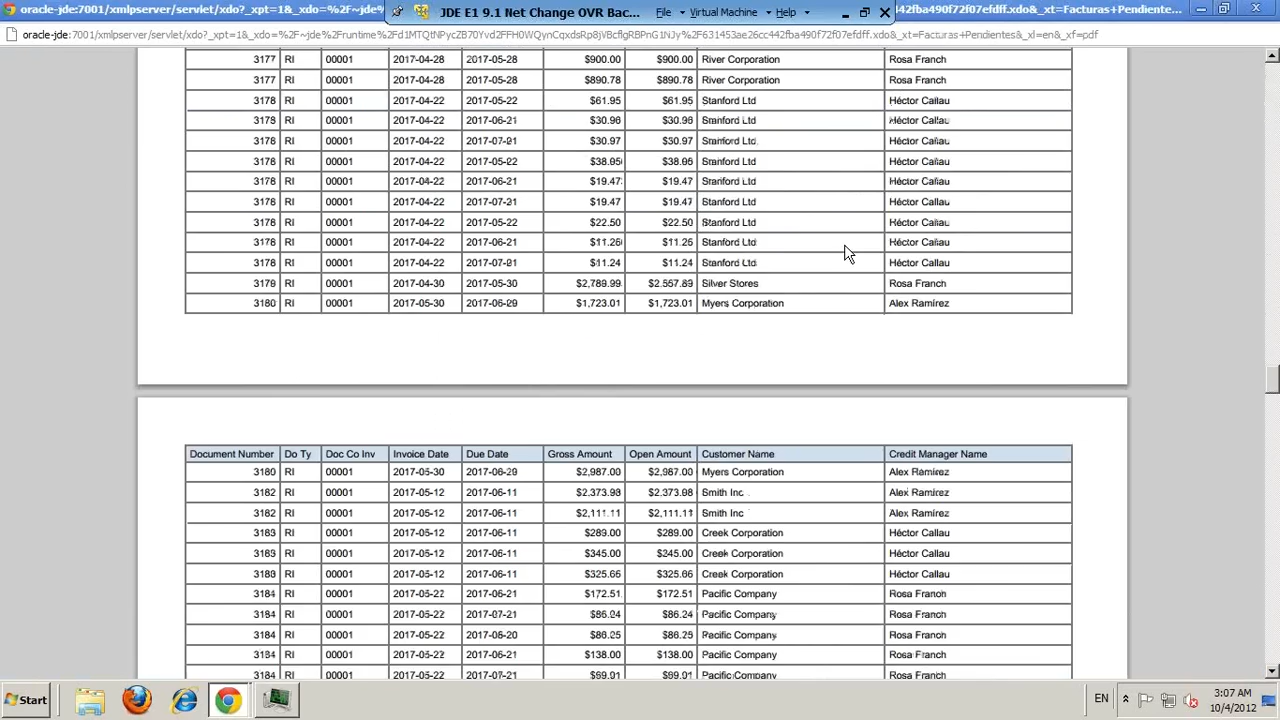 oracle-jde:7001/xmlpserver/servlet/xdo?_xpt=1&_xdo=%2F~jde%
JDE E1 9.1 Net Change OVR Bac...
File Virtual Machine Help
42fba490f72f07efdff.xdo&_xt=Facturas+Pendiente...
3177 RI 00001 2017-04-28 2017-05-28 $900.00 $900.00 River Corporation Rosa Franch
3177 RI 00001 2017-04-28 2017-05-28 $890.78 $890.78 River Corporation Rosa Franch
3178 RI 00001 2017-04-22 2017-05-22 $61.95 $61.95 Stanford Ltd Héctor Callau
3178 RI 00001 2017-04-22 2017-06-21 $30.96 $30.96 Stanford Ltd Héctor Callau
3178 RI 00001 2017-04-22 2017-07-21 $30.97 $30.97 Stanford Ltd Héctor Callau
3178 RI 00001 2017-04-22 2017-05-22 Stanford Ltd Héctor Callau
3178 RI 00001 2017-04-22 2017-06-21 $19.47 $19.47 Stanford Ltd Héctor Callau
3178 RI 00001 2017-04-22 2017-07-21 $19.47 $19.47 Stanford Ltd Héctor Callau
3178 RI 00001 2017-04-22 2017-05-22 $22.50 $22.50 Stanford Ltd Héctor Callau
3178 RI 00001 2017-04-22 2017-06-21 Stanford Ltd Héctor Callau
3178 RI 00001 2017-04-22 2017-07-21 $11.24 $11.24 Stanford Ltd Héctor Callau
3179 RI 00001 2017-04-30 2017-05-30 $2,789.99 $2,557.89 Silver Stores Rosa Franch
3180 RI 00001 2017-05-30 2017-06-29 $1,723.01 $1,723.01 Myers Corporation Alex Ramírez
Document Number Do Ty Doc Co Inv Invoice Date Due Date Gross Amount Open Amount Customer Name Credit Manager Name
3180 RI 00001 2017-05-30 2017-06-29 $2,987.00 $2,987.00 Myers Corporation Alex Ramírez
3182 RI 00001 2017-05-12 2017-06-11 $2,373.98 $2,373.98 Smith Inc Alex Ramírez
3182 RI 00001 2017-05-12 2017-06-11 $2,111.11 $2,111.11 Smith Inc Alex Ramírez
3183 RI 00001 2017-05-12 2017-06-11 $289.00 $289.00 Creek Corporation Héctor Callau
3183 RI 00001 2017-05-12 2017-06-11 $345.00 $345.00 Creek Corporation Héctor Callau
3183 RI 00001 2017-05-12 2017-06-11 $325.66 $325.66 Creek Corporation Héctor Callau
3184 RI 00001 2017-05-22 2017-06-21 $172.51 $172.51 Pacific Company Rosa Franch
3184 RI 00001 2017-05-22 2017-07-21 $86.24 $86.24 Pacific Company Rosa Franch
3184 RI 00001 2017-05-22 2017-08-20 $86.25 $86.25 Pacific Company Rosa Franch
3184 RI 00001 2017-05-22 2017-06-21 $138.00 $138.00 Pacific Company Rosa Franch
3184 RI 00001 2017-05-22 2017-07-21 $69.01 $69.01 Pacific Company Rosa Franch
Start
EN
3:07 AM
10/4/2012